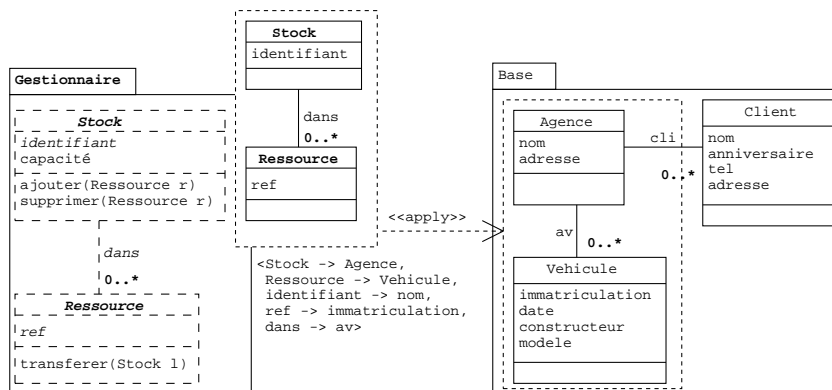 Gestionnaire
Stock
identifiant
capacité
ajouter(Ressource r)
supprimer(Ressource r)
dans
0..*
Ressource
ref
transferer(Stock l)
Stock
identifiant
dans
0..*
Ressource
ref
<<apply>>
<Stock -> Agence,
Ressource -> Vehicule,
identifiant -> nom,
ref -> immatriculation,
dans -> av>
Base
Agence
nom
adresse
cli
0..*
Client
nom
anniversaire
tel
adresse
av
0..*
Vehicule
immatriculation
date
constructeur
modele